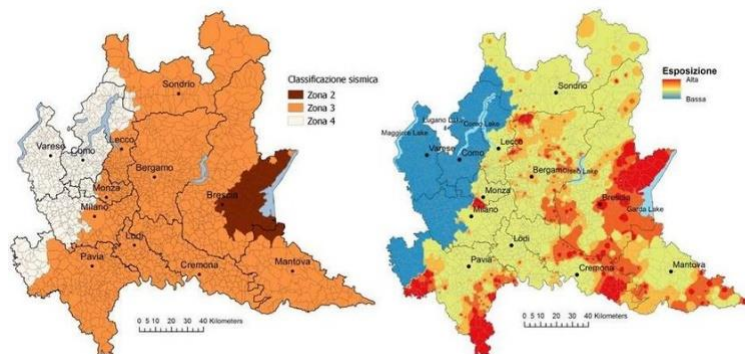 Classificazione sismica
Zona 2
Zona 3
Zona 4
Sondrio
Varese
Como
Lecco
Bergamo
Monza
Milano
Brescia
Lodi
Pavia
Cremona
Mantova
0 5 10 20 30 40 Kilometers
Esposizione
Alta
Bassa
Sondrio
Como Lake
Maggiore Lake
Varese
Como
Lecco
Bergamo
Iseo Lake
Monza
Milano
Brescia
Garda Lake
Lodi
Pavia
Cremona
Mantova
0 5 10 20 30 40 Kilometers